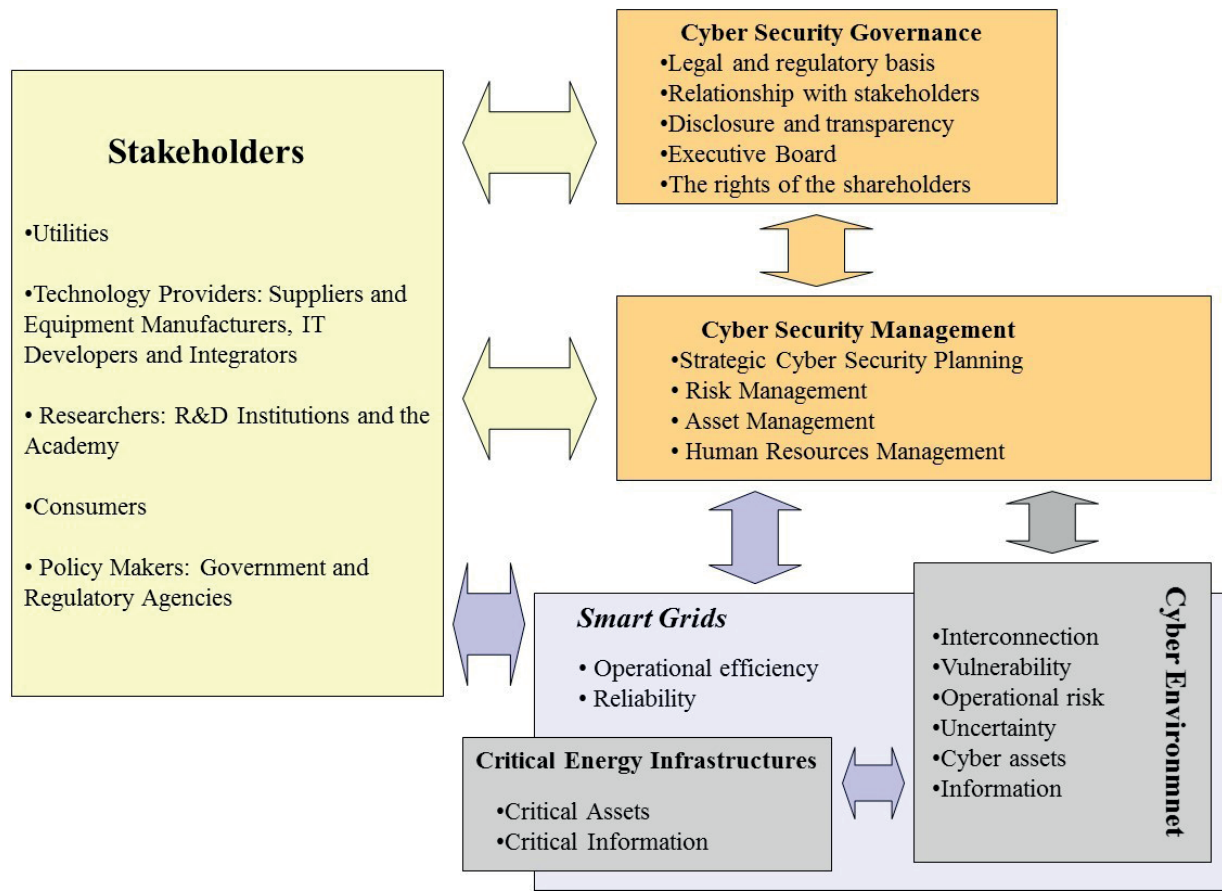 Stakeholders
•Utilities
•Technology Providers: Suppliers and
Equipment Manufacturers, IT
Developers and Integrators
• Researchers: R&D Institutions and the
Academy
•Consumers
• Policy Makers: Government and
Regulatory Agencies
Cyber Security Governance
•Legal and regulatory basis
•Relationship with stakeholders
•Disclosure and transparency
•Executive Board
•The rights of the shareholders
Cyber Security Management
•Strategic Cyber Security Planning
• Risk Management
• Asset Management
• Human Resources Management
Smart Grids
• Operational efficiency
• Reliability
Critical Energy Infrastructures
•Critical Assets
•Critical Information
Cyber Environmnet
•Interconnection
•Vulnerability
•Operational risk
•Uncertainty
•Cyber assets
•Information